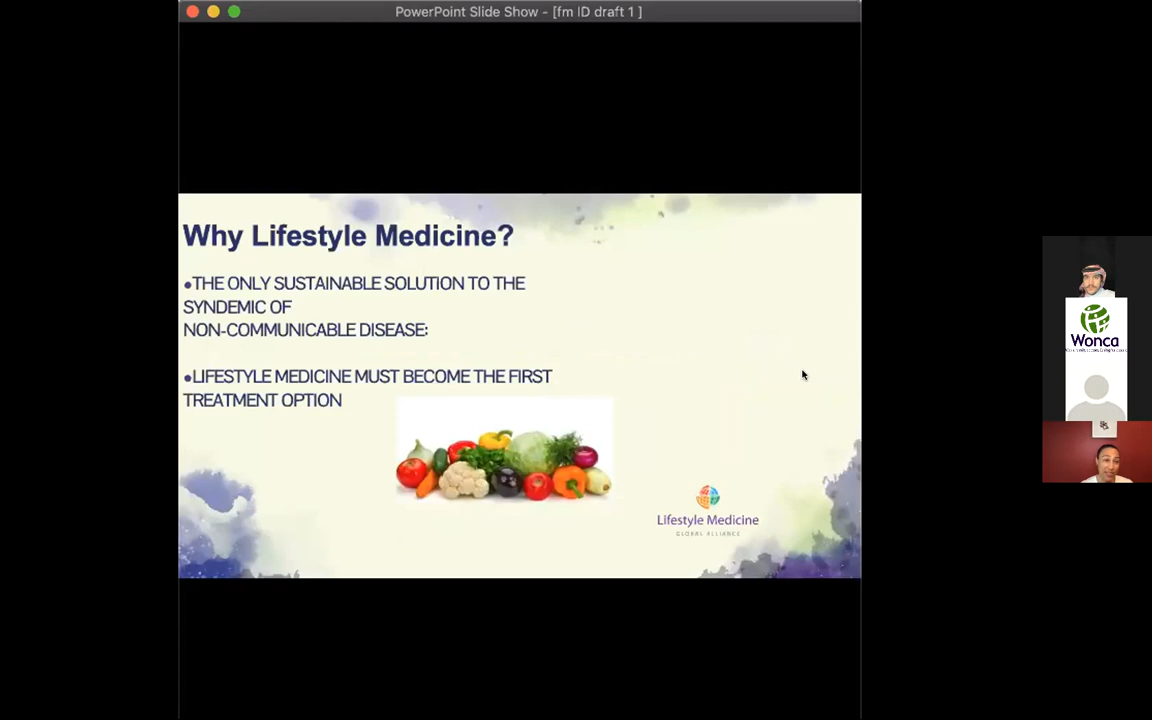 PowerPoint Slide Show - [fm ID draft 1 ]
Why Lifestyle Medicine?
•THE ONLY SUSTAINABLE SOLUTION TO THE
SYNDEMIC OF
NON-COMMUNICABLE DISEASE:
•LIFESTYLE MEDICINE MUST BECOME THE FIRST
TREATMENT OPTION
Lifestyle Medicine
GLOBAL ALLIANCE
Wonca